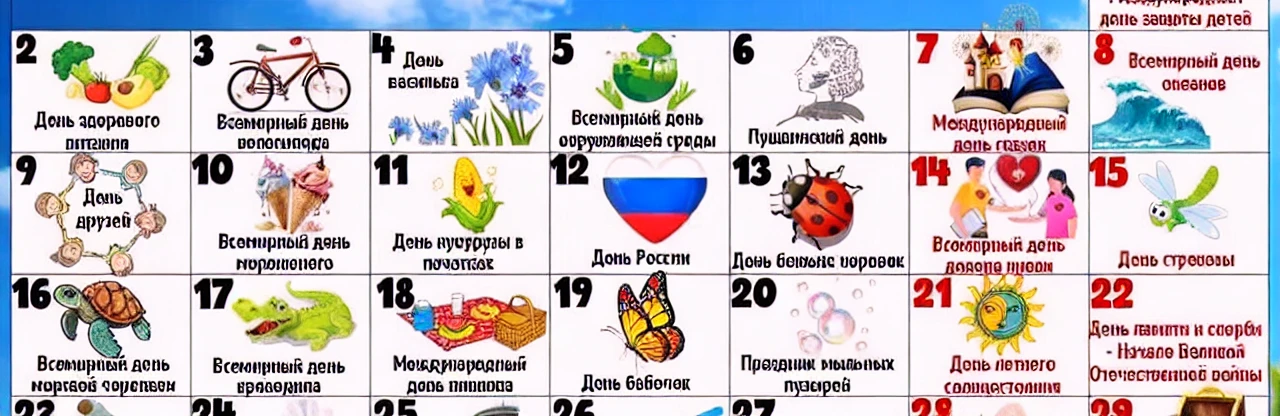 день защиты детей
2
3
4
5
6
7
8
День
василька
Всемирный день
океанов
День здорового
питания
Всемирный день
велосипеда
Всемирный день
окружающей среды
Пушкинский день
Международный
день сказок
9
10
11
12
13
14
15
День
друзей
Всемирный день
мороженого
День кукурузы в
початках
День России
День божьих коровок
Всемирный день
донора крови
День стрекозы
16
17
18
19
20
21
22
Всемирный день
морской черепахи
Всемирный день
крокодила
Международный
день пикника
День бабочек
Праздник мыльных
пузырей
День летнего
солнцестояния
День памяти и скорби
- Начало Великой
Отечественной войны
23
24
25
26
27
28
29